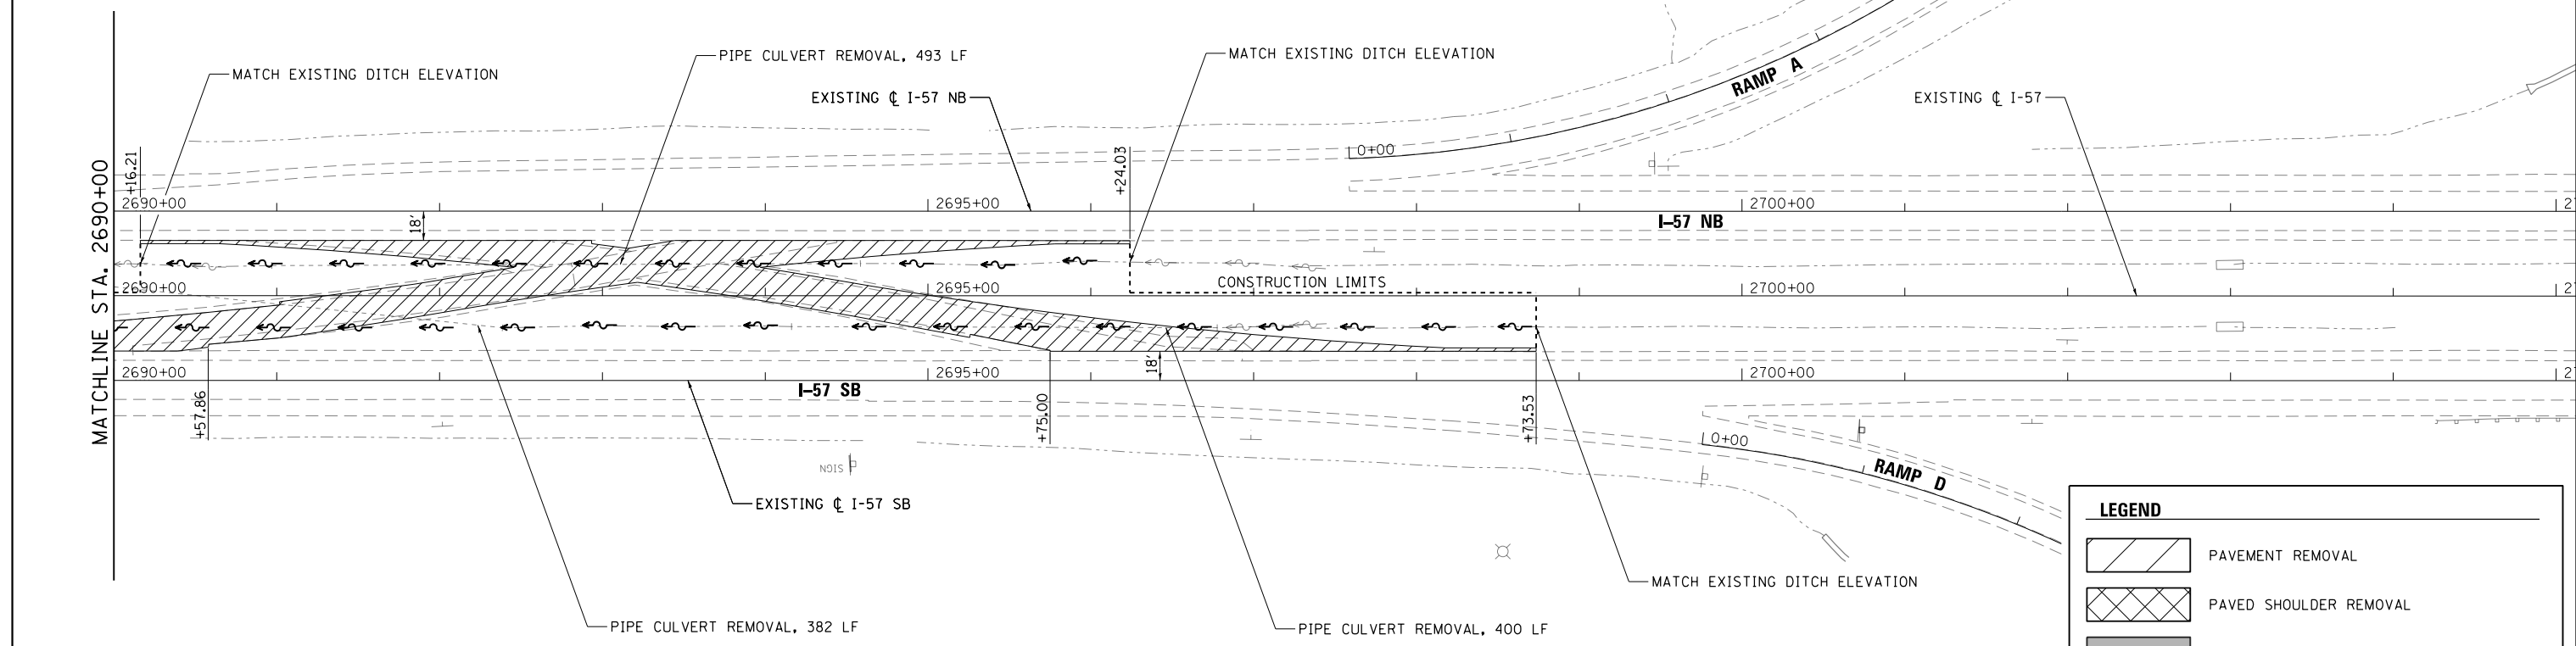 PIPE CULVERT REMOVAL, 493 LF
MATCH EXISTING DITCH ELEVATION
MATCH EXISTING DITCH ELEVATION
EXISTING ℄ I-57 NB
EXISTING ℄ I-57
RAMP A
MATCHLINE STA. 2690+00
+16.21
+24.03
0+00
2690+00
2695+00
2700+00
18'
I-57 NB
CONSTRUCTION LIMITS
2690+00
2695+00
2700+00
18'
2690+00
2695+00
2700+00
I-57 SB
+57.86
+75.00
+73.53
0+00
RAMP D
SIGN
EXISTING ℄ I-57 SB
MATCH EXISTING DITCH ELEVATION
PIPE CULVERT REMOVAL, 382 LF
PIPE CULVERT REMOVAL, 400 LF
LEGEND
PAVEMENT REMOVAL
PAVED SHOULDER REMOVAL